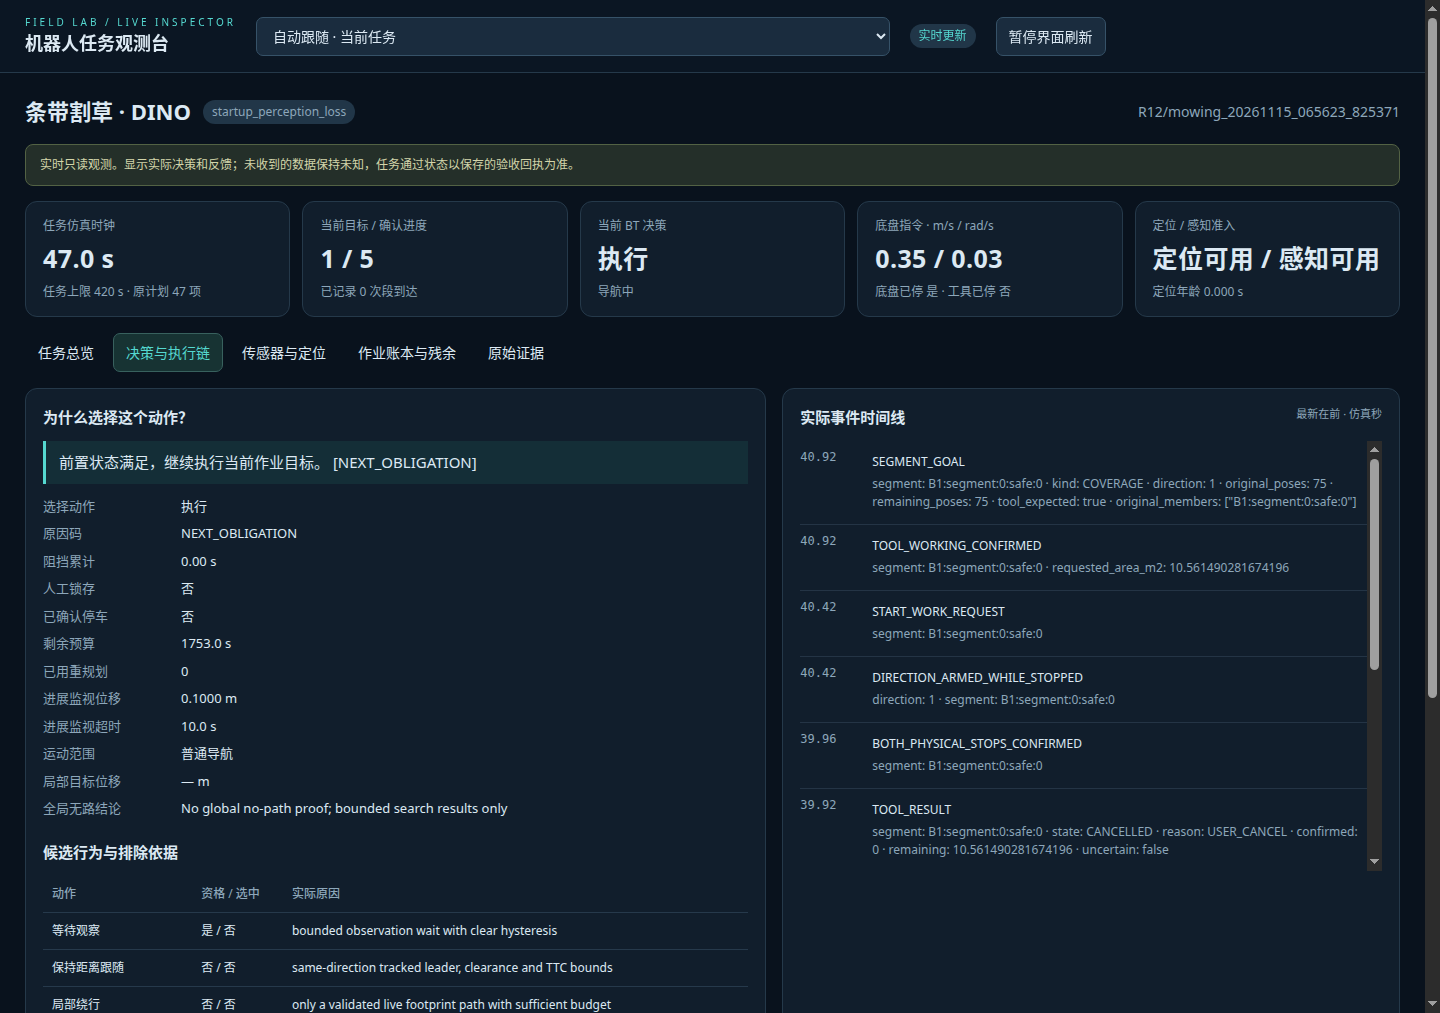 FIELD LAB / LIVE INSPECTOR
机器人任务观测台
自动跟随 · 当前任务
实时更新
暂停界面刷新
条带割草 · DINO
startup_perception_loss
R12/mowing_20261115_065623_825371
实时只读观测。显示实际决策和反馈；未收到的数据保持未知，任务通过状态以保存的验收回执为准。
任务仿真时钟
47.0 s
任务上限 420 s · 原计划 47 项
当前目标 / 确认进度
1 / 5
已记录 0 次段到达
当前 BT 决策
执行
导航中
底盘指令 · m/s / rad/s
0.35 / 0.03
底盘已停 是 · 工具已停 否
定位 / 感知准入
定位可用 / 感知可用
定位年龄 0.000 s
任务总览
决策与执行链
传感器与定位
作业账本与残余
原始证据
为什么选择这个动作？
前置状态满足，继续执行当前作业目标。 [NEXT_OBLIGATION]
选择动作 执行
原因码 NEXT_OBLIGATION
阻挡累计 0.00 s
人工锁存 否
已确认停车 否
剩余预算 1753.0 s
已用重规划 0
进展监视位移 0.1000 m
进展监视超时 10.0 s
运动范围 普通导航
局部目标位移 — m
全局无路结论 No global no-path proof; bounded search results only
候选行为与排除依据
动作 资格 / 选中 实际原因
等待观察 是 / 否 bounded observation wait with clear hysteresis
保持距离跟随 否 / 否 same-direction tracked leader, clearance and TTC bounds
局部绕行 否 / 否 only a validated live footprint path with sufficient budget
实际事件时间线
最新在前 · 仿真秒
40.92 SEGMENT_GOAL
segment: B1:segment:0:safe:0 · kind: COVERAGE · direction: 1 · original_poses: 75 ·
remaining_poses: 75 · tool_expected: true · original_members: ["B1:segment:0:safe:0"]
40.92 TOOL_WORKING_CONFIRMED
segment: B1:segment:0:safe:0 · requested_area_m2: 10.561490281674196
40.42 START_WORK_REQUEST
segment: B1:segment:0:safe:0
40.42 DIRECTION_ARMED_WHILE_STOPPED
direction: 1 · segment: B1:segment:0:safe:0
39.96 BOTH_PHYSICAL_STOPS_CONFIRMED
segment: B1:segment:0:safe:0
39.92 TOOL_RESULT
segment: B1:segment:0:safe:0 · state: CANCELLED · reason: USER_CANCEL · confirmed:
0 · remaining: 10.561490281674196 · uncertain: false